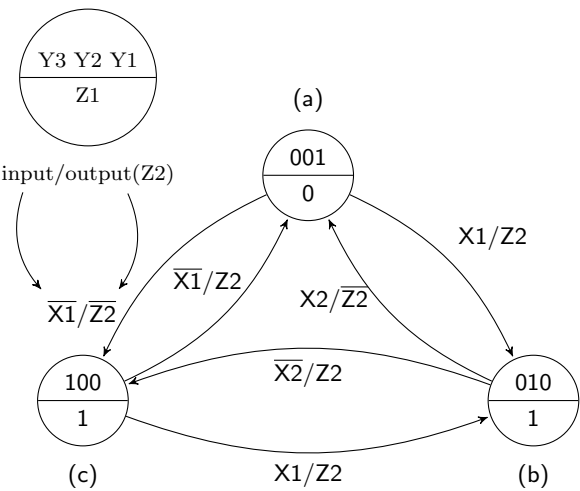 Y3 Y2 Y1
Z1
input/output(Z2)
X̅1̅/Z̅2̅
(a)
001
0
X̅1̅/Z2
X2/Z̅2̅
X1/Z2
100
1
(c)
X̅2̅/Z2
X1/Z2
010
1
(b)